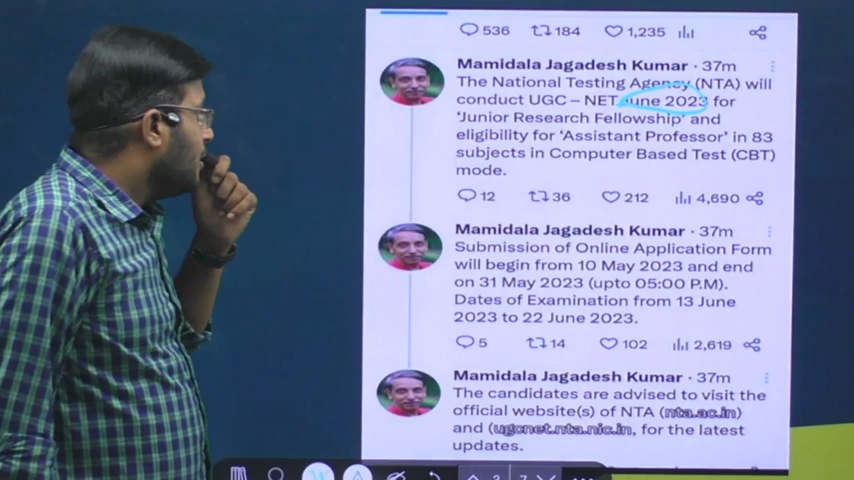 536 184 1,235
Mamidala Jagadesh Kumar · 37m
The National Testing Agency (NTA) will
conduct UGC – NET June 2023 for
‘Junior Research Fellowship’ and
eligibility for ‘Assistant Professor’ in 83
subjects in Computer Based Test (CBT)
mode.
12 36 212 4,690
Mamidala Jagadesh Kumar · 37m
Submission of Online Application Form
will begin from 10 May 2023 and end
on 31 May 2023 (upto 05:00 P.M).
Dates of Examination from 13 June
2023 to 22 June 2023.
5 14 102 2,619
Mamidala Jagadesh Kumar · 37m
The candidates are advised to visit the
official website(s) of NTA (nta.ac.in)
and (ugcnet.nta.nic.in, for the latest
updates.